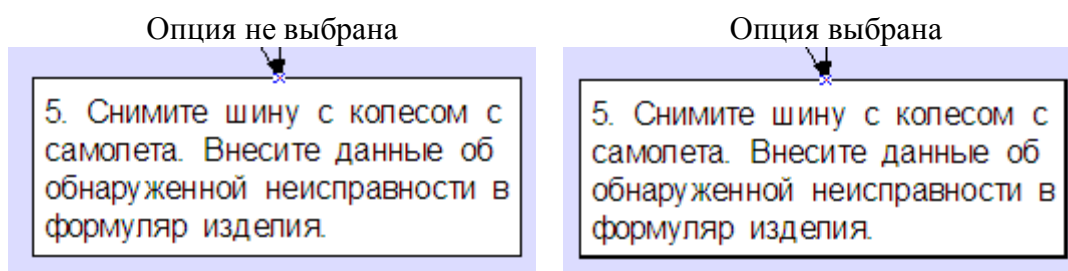 Опция не выбрана
5. Снимите шину с колесом с
самолета. Внесите данные об
обнаруженной неисправности в
формуляр изделия.
Опция выбрана
5. Снимите шину с колесом с
самолета. Внесите данные об
обнаруженной неисправности в
формуляр изделия.